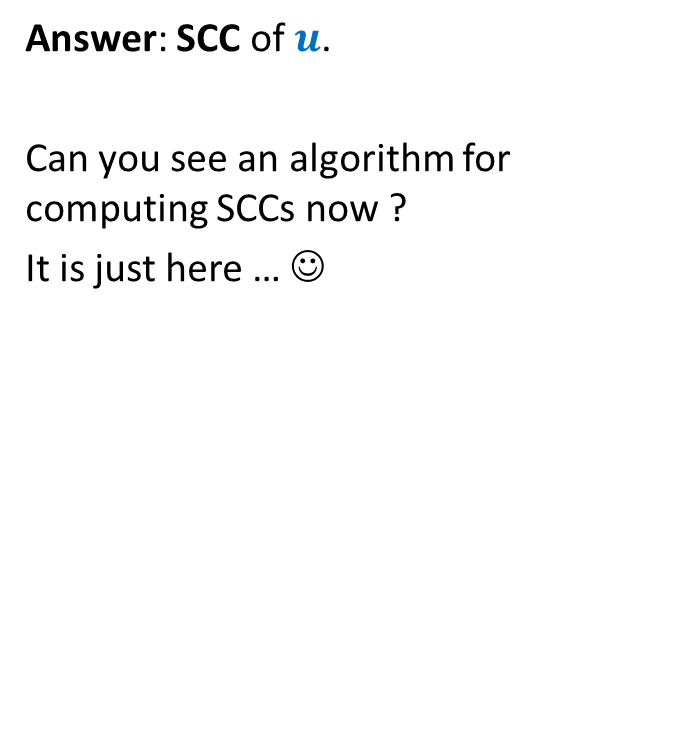 Answer: SCC of u.
Can you see an algorithm for
computing SCCs now ?
It is just here … ☺